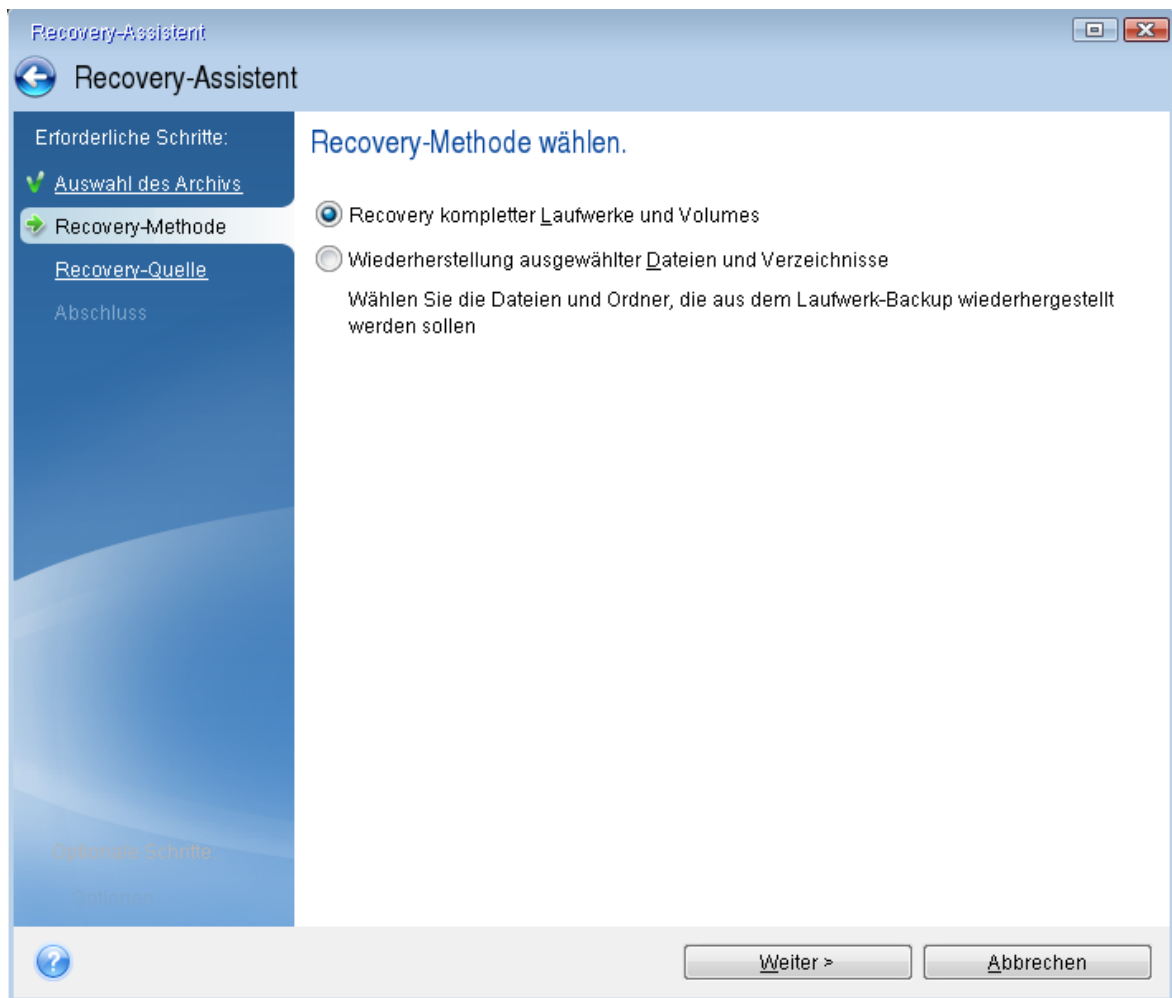 Recovery-Assistent
Recovery-Assistent
Erforderliche Schritte:
Auswahl des Archivs
Recovery-Methode
Recovery-Quelle
Abschluss
Optionale Schritte:
Optionen
Recovery-Methode wählen.
Recovery kompletter Laufwerke und Volumes
Wiederherstellung ausgewählter Dateien und Verzeichnisse
Wählen Sie die Dateien und Ordner, die aus dem Laufwerk-Backup wiederhergestellt
werden sollen
?
Weiter >
Abbrechen